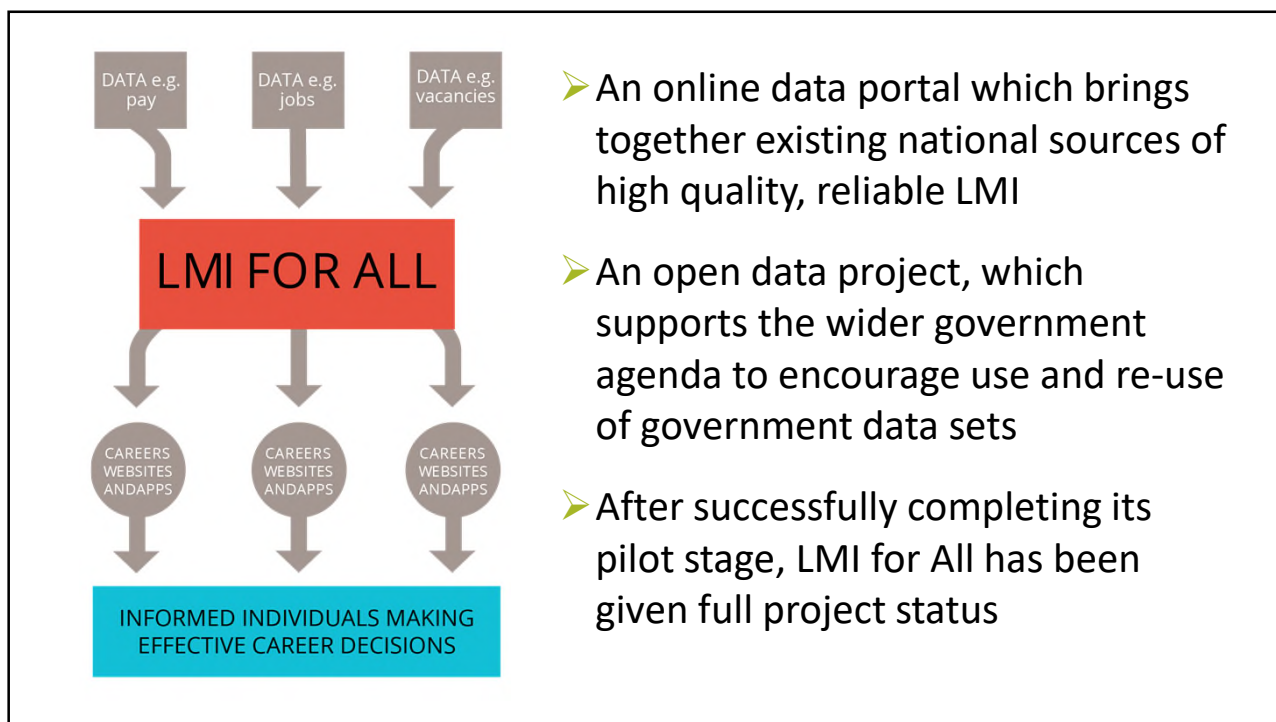 DATA e.g.
pay
DATA e.g.
jobs
DATA e.g.
vacancies
LMI FOR ALL
CAREERS
WEBSITES
ANDAPPS
CAREERS
WEBSITES
ANDAPPS
CAREERS
WEBSITES
ANDAPPS
INFORMED INDIVIDUALS MAKING
EFFECTIVE CAREER DECISIONS
An online data portal which brings
together existing national sources of
high quality, reliable LMI
An open data project, which
supports the wider government
agenda to encourage use and re-use
of government data sets
After successfully completing its
pilot stage, LMI for All has been
given full project status